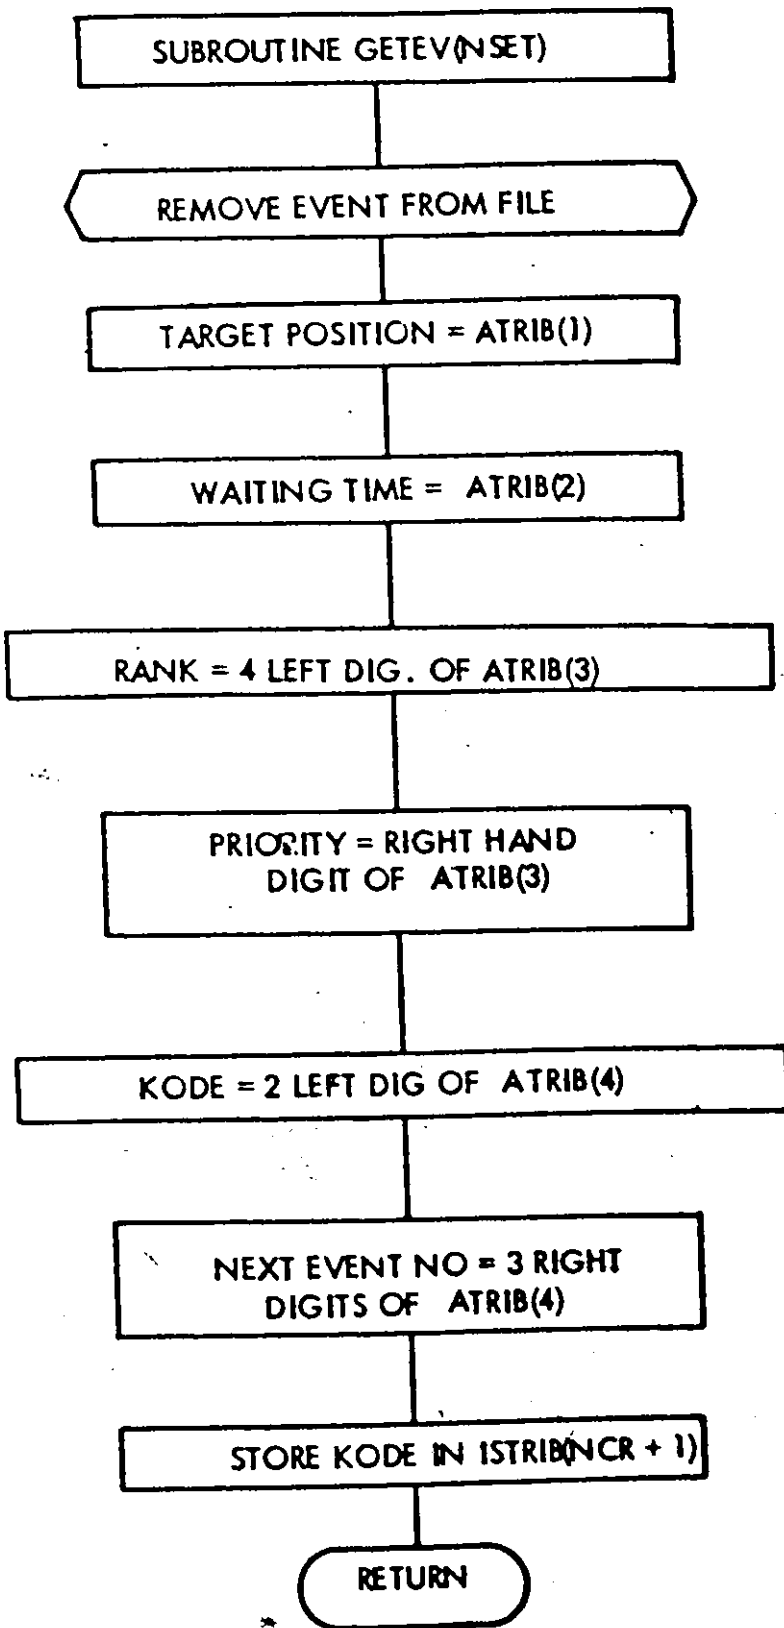 SUBROUTINE GETEV(NSET)
REMOVE EVENT FROM FILE
TARGET POSITION = ATRIB(1)
WAITING TIME = ATRIB(2)
RANK = 4 LEFT DIG. OF ATRIB(3)
PRIORITY = RIGHT HAND
DIGIT OF ATRIB(3)
KODE = 2 LEFT DIG OF ATRIB(4)
NEXT EVENT NO = 3 RIGHT
DIGITS OF ATRIB(4)
STORE KODE IN ISTRIB(NCR + 1)
RETURN